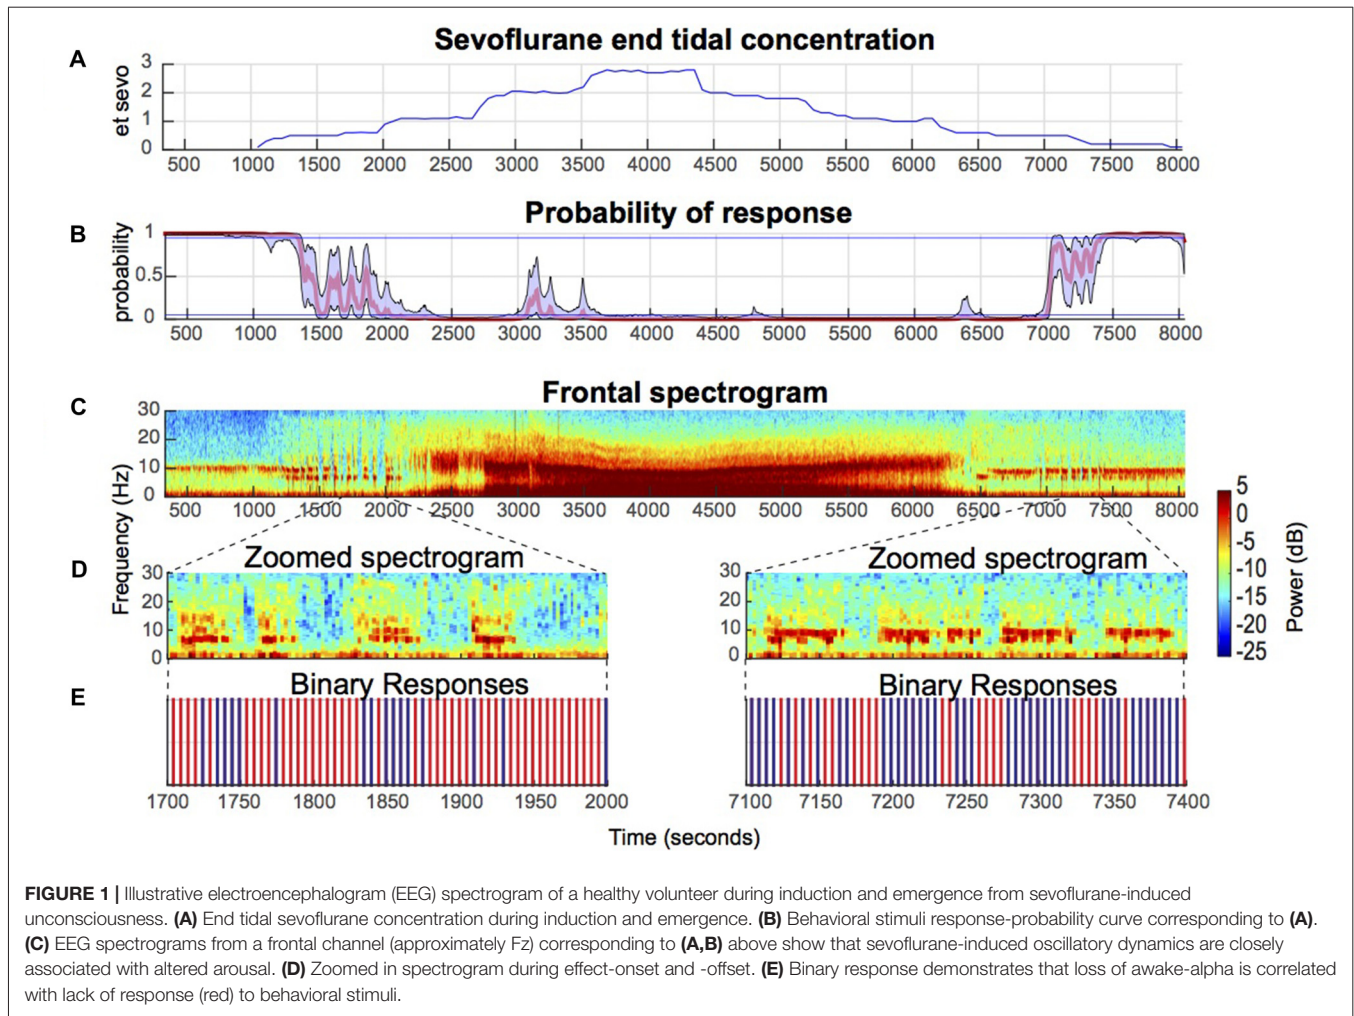 Sevoflurane end tidal concentration
A
et sevo
3
2
1
0
500 1000 1500 2000 2500 3000 3500 4000 4500 5000 5500 6000 6500 7000 7500 8000
Probability of response
B
probability
1
0.5
0
500 1000 1500 2000 2500 3000 3500 4000 4500 5000 5500 6000 6500 7000 7500 8000
Frontal spectrogram
C
Frequency (Hz)
30
20
10
0
500 1000 1500 2000 2500 3000 3500 4000 4500 5000 5500 6000 6500 7000 7500 8000
5
0
-5
-10
-15
-20
-25
Power (dB)
D
Zoomed spectrogram Zoomed spectrogram
30 30
20 20
10 10
0 0
E
Binary Responses Binary Responses
1700 1750 1800 1850 1900 1950 2000 7100 7150 7200 7250 7300 7350 7400
Time (seconds)
FIGURE 1 | Illustrative electroencephalogram (EEG) spectrogram of a healthy volunteer during induction and emergence from sevoflurane-induced
unconsciousness. (A) End tidal sevoflurane concentration during induction and emergence. (B) Behavioral stimuli response-probability curve corresponding to (A).
(C) EEG spectrograms from a frontal channel (approximately Fz) corresponding to (A,B) above show that sevoflurane-induced oscillatory dynamics are closely
associated with altered arousal. (D) Zoomed in spectrogram during effect-onset and -offset. (E) Binary response demonstrates that loss of awake-alpha is correlated
with lack of response (red) to behavioral stimuli.